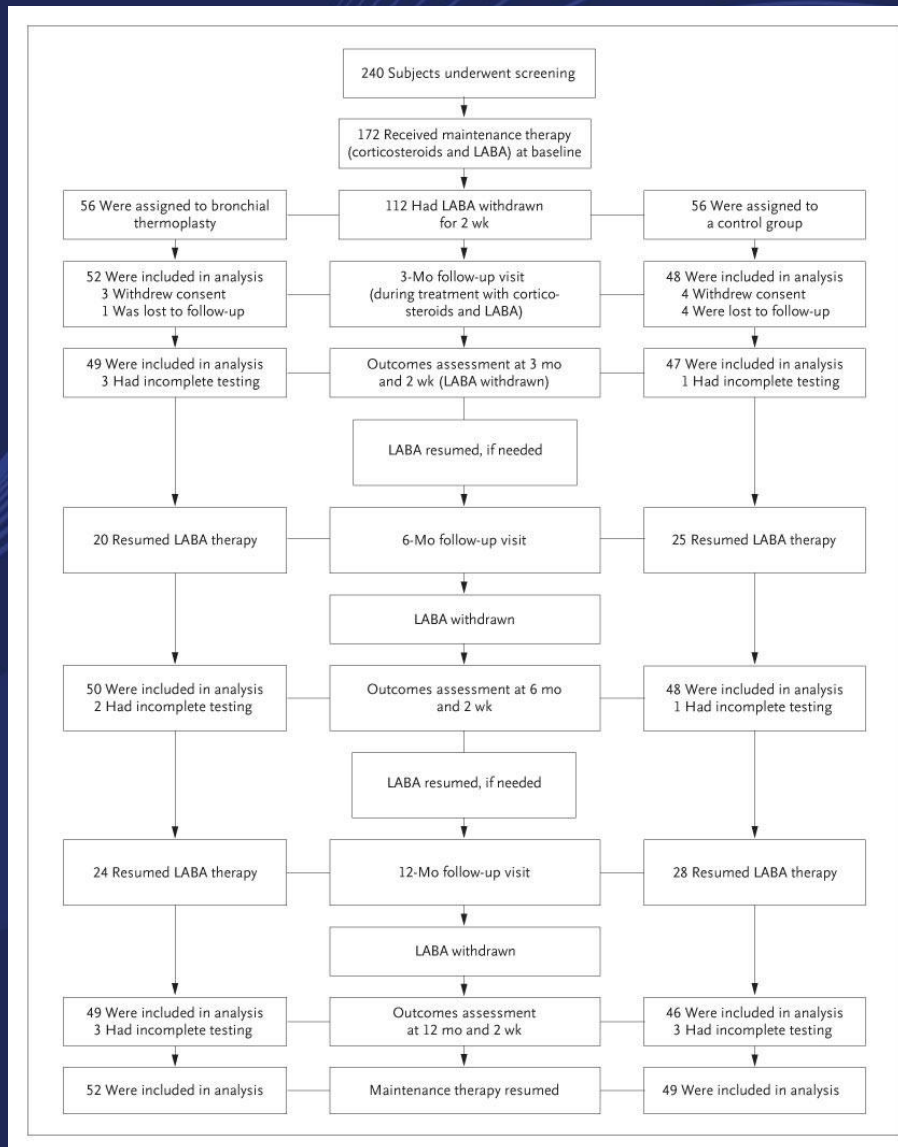 240 Subjects underwent screening
172 Received maintenance therapy
(corticosteroids and LABA) at baseline
56 Were assigned to bronchial
thermoplasty
112 Had LABA withdrawn
for 2 wk
56 Were assigned to
a control group
52 Were included in analysis
3 Withdrew consent
1 Was lost to follow-up
3-Mo follow-up visit
(during treatment with cortico-
steroids and LABA)
48 Were included in analysis
4 Withdrew consent
4 Were lost to follow-up
49 Were included in analysis
3 Had incomplete testing
Outcomes assessment at 3 mo
and 2 wk (LABA withdrawn)
47 Were included in analysis
1 Had incomplete testing
LABA resumed, if needed
20 Resumed LABA therapy
6-Mo follow-up visit
25 Resumed LABA therapy
LABA withdrawn
50 Were included in analysis
2 Had incomplete testing
Outcomes assessment at 6 mo
and 2 wk
48 Were included in analysis
1 Had incomplete testing
LABA resumed, if needed
24 Resumed LABA therapy
12-Mo follow-up visit
28 Resumed LABA therapy
LABA withdrawn
49 Were included in analysis
3 Had incomplete testing
Outcomes assessment
at 12 mo and 2 wk
46 Were included in analysis
3 Had incomplete testing
52 Were included in analysis
Maintenance therapy resumed
49 Were included in analysis